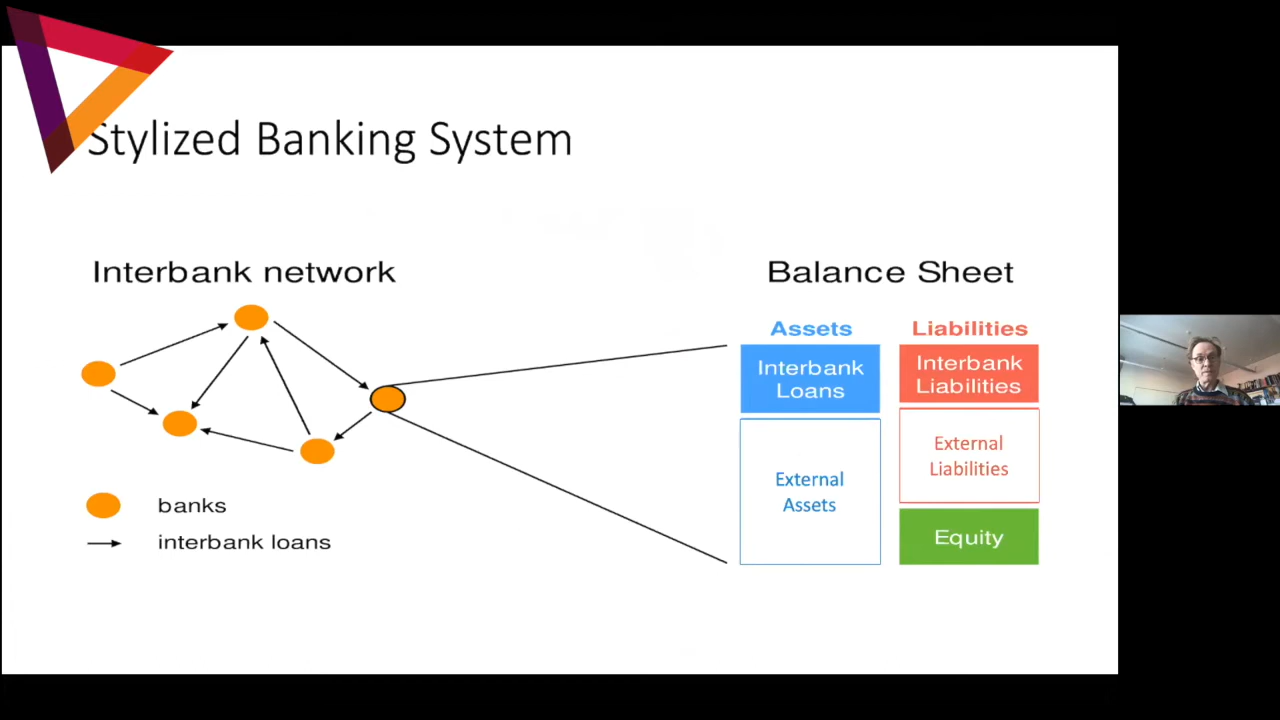 Stylized Banking System
Interbank network
Balance Sheet
Assets
Liabilities
Interbank
Loans
Interbank
Liabilities
External
Assets
External
Liabilities
Equity
banks
interbank loans